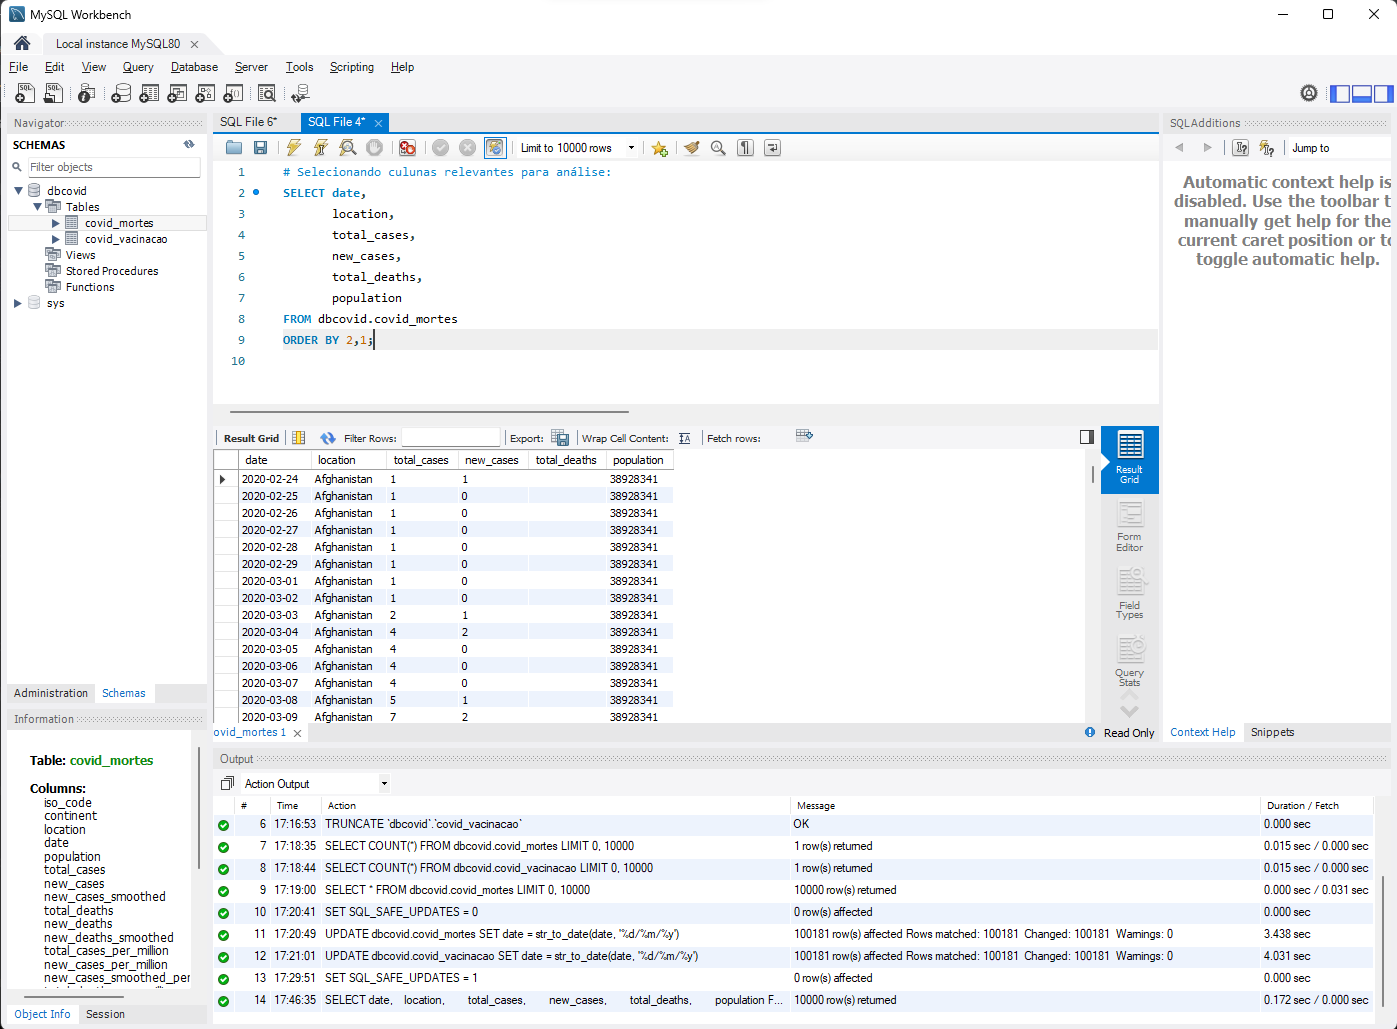 MySQL Workbench
Local instance MySQL80
File Edit View Query Database Server Tools Scripting Help
Navigator
SCHEMAS
Filter objects
dbcovid
Tables
covid_mortes
covid_vacinacao
Views
Stored Procedures
Functions
sys
Administration Schemas
Information
Table: covid_mortes
Columns:
iso_code
continent
location
date
population
total_cases
new_cases
new_cases_smoothed
total_deaths
new_deaths
new_deaths_smoothed
total_cases_per_million
new_cases_per_million
new_cases_smoothed_per
Object Info Session
SQL File 6* SQL File 4*
Limit to 10000 rows
1 # Selecionando culunas relevantes para análise:
2 SELECT date,
3 location,
4 total_cases,
5 new_cases,
6 total_deaths,
7 population
8 FROM dbcovid.covid_mortes
9 ORDER BY 2,1;
10
Result Grid Filter Rows: Export: Wrap Cell Content: IA Fetch rows:
date location total_cases new_cases total_deaths population
2020-02-24 Afghanistan 1 1 38928341
2020-02-25 Afghanistan 1 0 38928341
2020-02-26 Afghanistan 1 0 38928341
2020-02-27 Afghanistan 1 0 38928341
2020-02-28 Afghanistan 1 0 38928341
2020-02-29 Afghanistan 1 0 38928341
2020-03-01 Afghanistan 1 0 38928341
2020-03-02 Afghanistan 1 0 38928341
2020-03-03 Afghanistan 2 1 38928341
2020-03-04 Afghanistan 4 2 38928341
2020-03-05 Afghanistan 4 0 38928341
2020-03-06 Afghanistan 4 0 38928341
2020-03-07 Afghanistan 4 0 38928341
2020-03-08 Afghanistan 5 1 38928341
2020-03-09 Afghanistan 7 2 38928341
Result Grid
Form Editor
Field Types
Query Stats
ovid_mortes 1
Read Only
SQLAdditions
Jump to
Automatic context help is
disabled. Use the toolbar t
manually get help for the
current caret position or to
toggle automatic help.
Context Help Snippets
Output
Action Output
# Time Action Message Duration / Fetch
6 17:16:53 TRUNCATE `dbcovid`.`covid_vacinacao` OK 0.000 sec
7 17:18:35 SELECT COUNT(*) FROM dbcovid.covid_mortes LIMIT 0, 10000 1 row(s) returned 0.015 sec / 0.000 sec
8 17:18:44 SELECT COUNT(*) FROM dbcovid.covid_vacinacao LIMIT 0, 10000 1 row(s) returned 0.015 sec / 0.000 sec
9 17:19:00 SELECT * FROM dbcovid.covid_mortes LIMIT 0, 10000 10000 row(s) returned 0.000 sec / 0.031 sec
10 17:20:41 SET SQL_SAFE_UPDATES = 0 0 row(s) affected 0.000 sec
11 17:20:49 UPDATE dbcovid.covid_mortes SET date = str_to_date(date, '%d/%m/%y') 100181 row(s) affected Rows matched: 100181 Changed: 100181 Warnings: 0 3.438 sec
12 17:21:01 UPDATE dbcovid.covid_vacinacao SET date = str_to_date(date, '%d/%m/%y') 100181 row(s) affected Rows matched: 100181 Changed: 100181 Warnings: 0 4.031 sec
13 17:29:51 SET SQL_SAFE_UPDATES = 1 0 row(s) affected 0.000 sec
14 17:46:35 SELECT date, location, total_cases, new_cases, total_deaths, population F... 10000 row(s) returned 0.172 sec / 0.000 sec